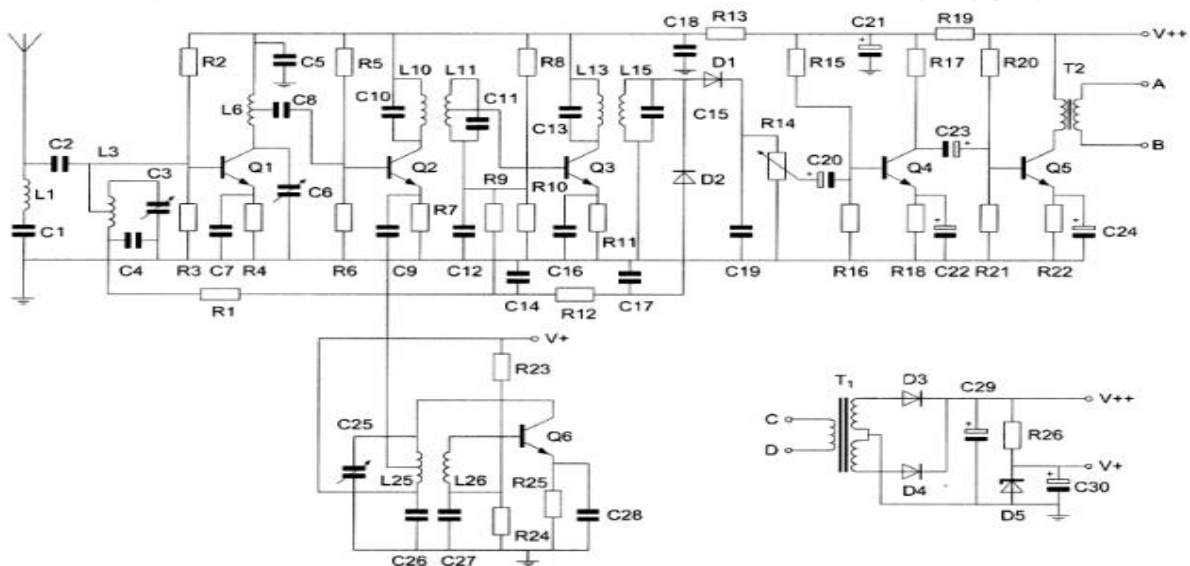 C18 R13 C21 R19
V++
R2 C5 R5 L10 L11 R8 L13 L15 D1 R15 R17 R20 T2
C8 C10 C11 A
L6 C13 C15 R14 C23
C2 L3 Q1 Q2 Q3 C20 Q4 Q5 B
C3 C6 R9 R10 D2
L1 R7 R11 C24
C1
C4 R3 C7 R4 R6 C9 C12 C16 C19 R16 R18 C22 R21 R22
R1 C14 R12 C17
V+
R23
T1 D3 C29 V++
C25 Q6 C R26
L25 L26 R25 D V+
D4 C30
R24 C28 D5
C26 C27